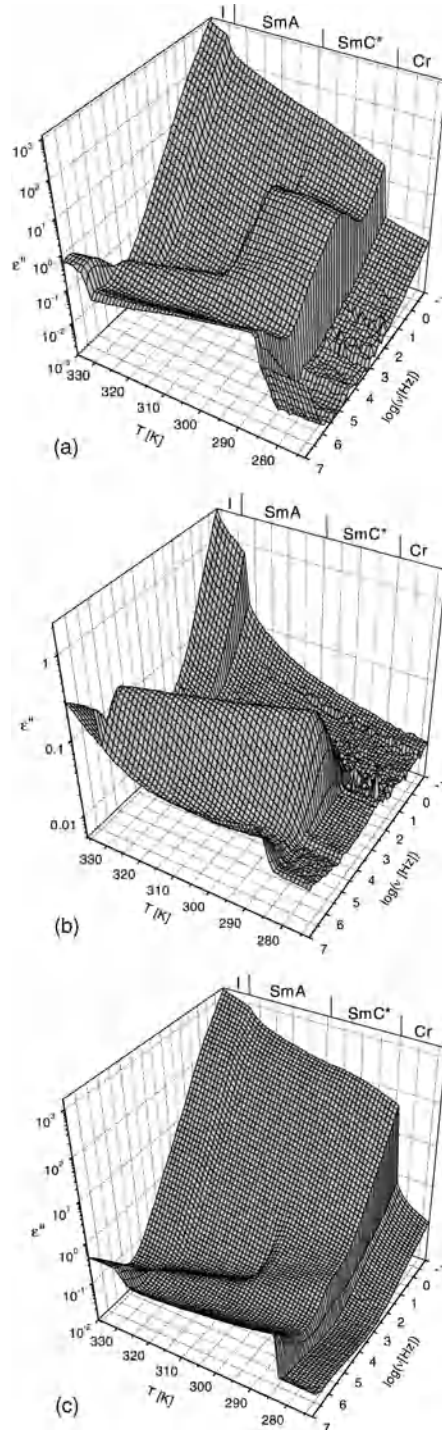 I SmA SmC* Cr
10³
10²
10¹
10⁰
10⁻¹
10⁻²
10⁻³
ε"
330 320 310 300 290 280
T [K]
7 6 5 4 3 2 1 0 -1
log(ν[Hz])
(a)
I SmA SmC* Cr
1
0.1
0.01
ε"
330 320 310 300 290 280
T [K]
7 6 5 4 3 2 1 0 -1
log(ν [Hz])
(b)
I SmA SmC* Cr
10³
10²
10¹
10⁰
10⁻¹
10⁻²
ε"
330 320 310 300 290 280
T [K]
7 6 5 4 3 2 1 0 -1
log(ν[Hz])
(c)